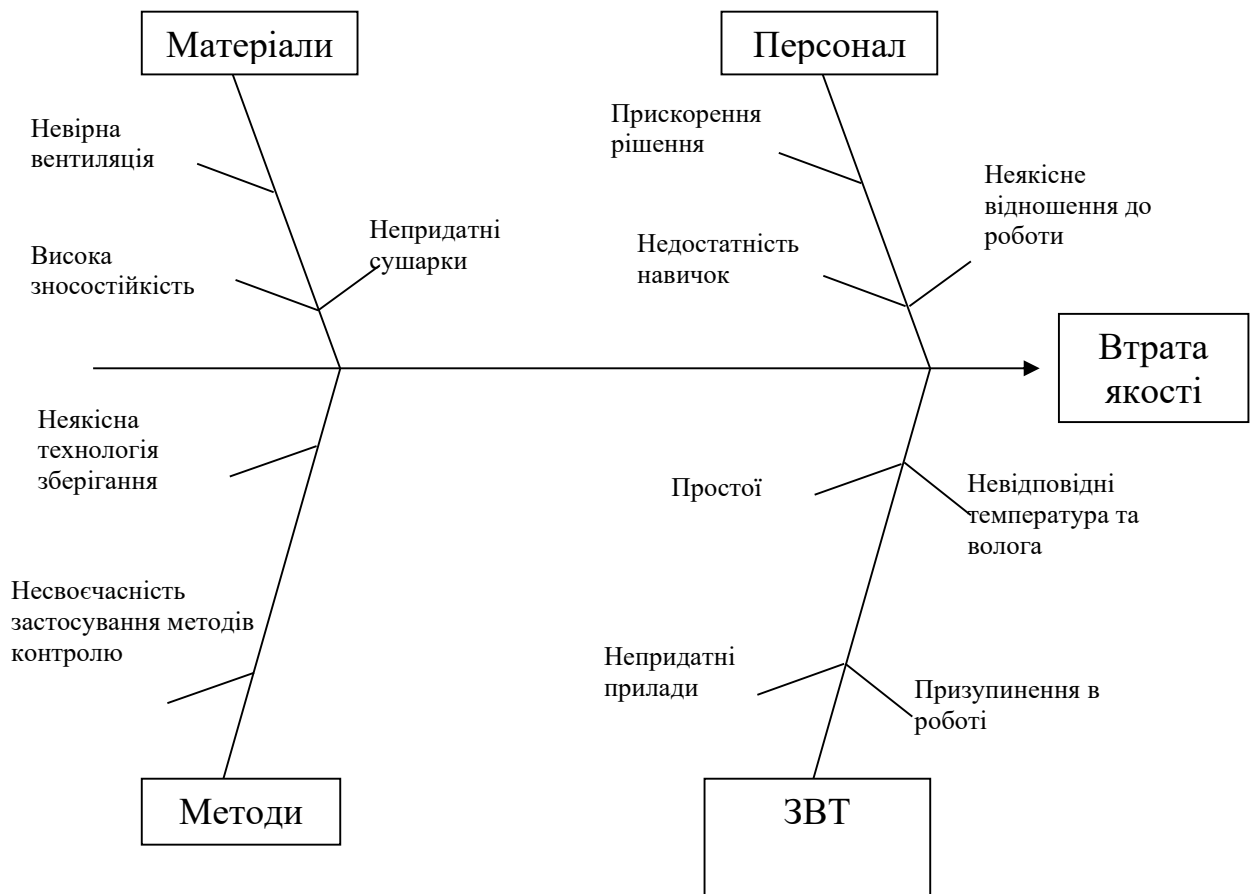 Матеріали
Персонал
Невірна
вентиляція
Прискорення
рішення
Неякісне
відношення до
роботи
Висока
зносостійкість
Непридатні
сушарки
Недостатність
навичок
Втрата
якості
Неякісна
технологія
зберігання
Простої
Невідповідні
температура та
волога
Несвоєчасність
застосування методів
контролю
Непридатні
прилади
Призупинення в
роботі
Методи
ЗВТ